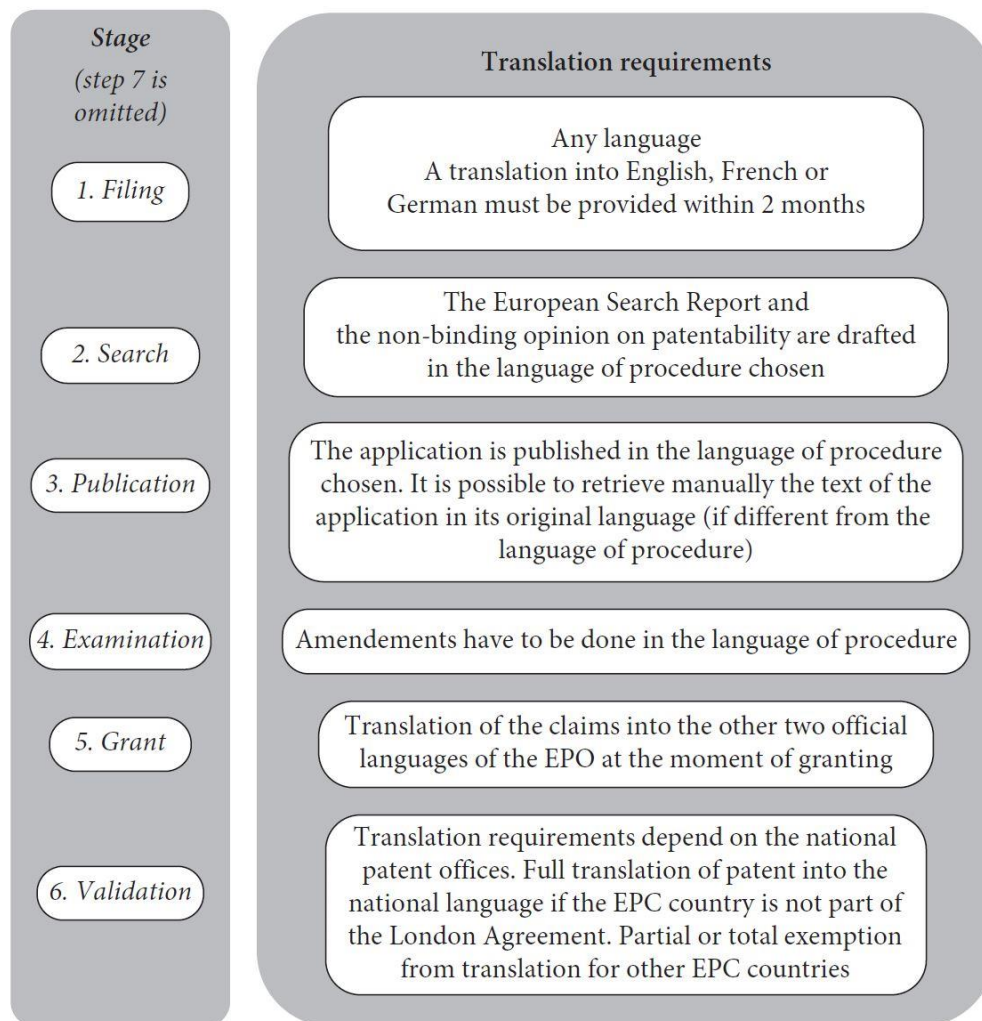 Stage
(step 7 is
omitted)
Translation requirements
1. Filing
Any language
A translation into English, French or
German must be provided within 2 months
2. Search
The European Search Report and
the non-binding opinion on patentability are drafted
in the language of procedure chosen
3. Publication
The application is published in the language of procedure
chosen. It is possible to retrieve manually the text of the
application in its original language (if different from the
language of procedure)
4. Examination
Amendements have to be done in the language of procedure
5. Grant
Translation of the claims into the other two official
languages of the EPO at the moment of granting
6. Validation
Translation requirements depend on the national
patent offices. Full translation of patent into the
national language if the EPC country is not part of
the London Agreement. Partial or total exemption
from translation for other EPC countries